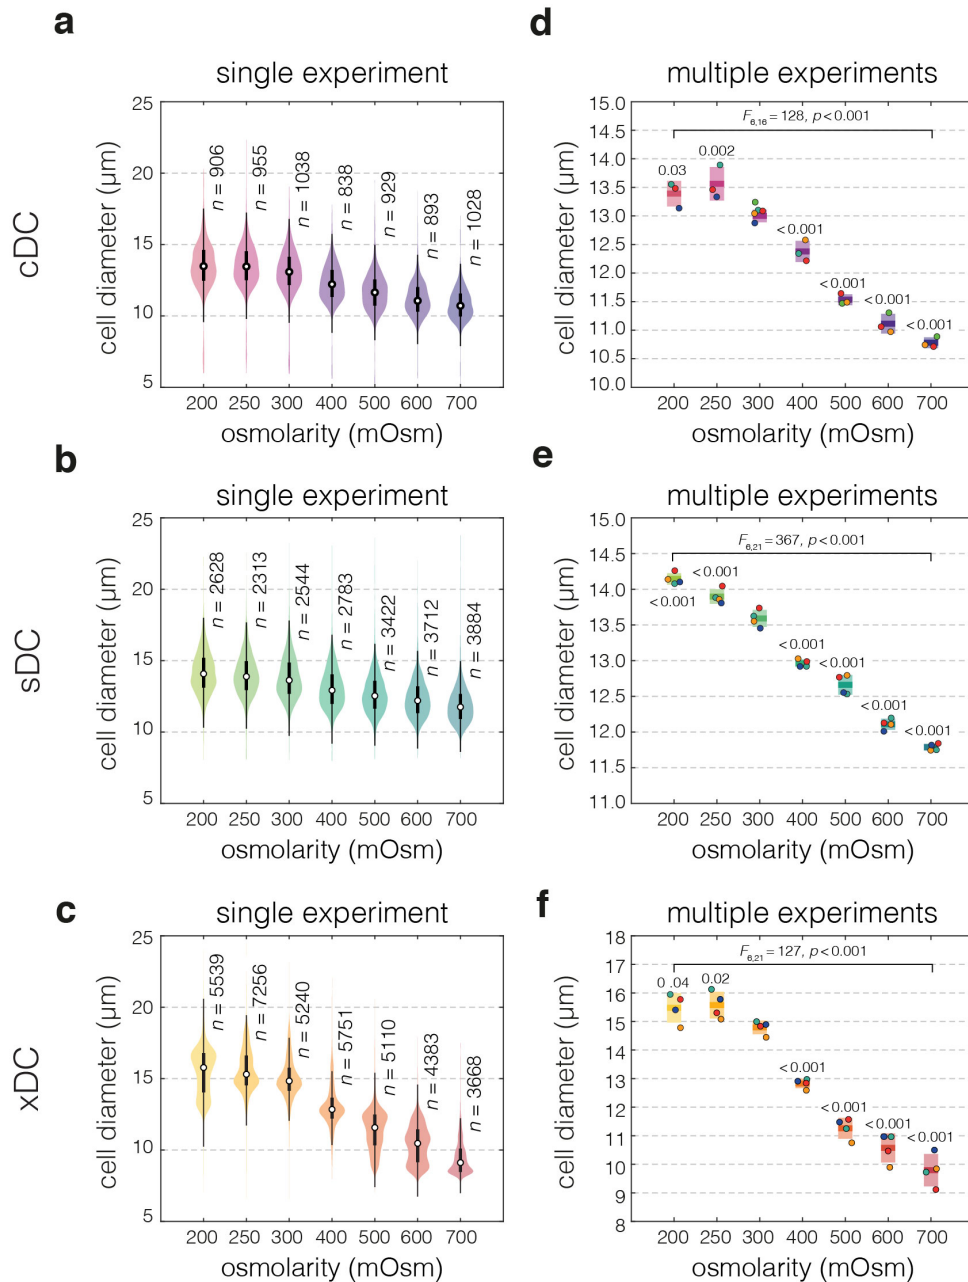 a
single experiment
cell diameter (µm)
25
20
15
10
5
n = 906
n = 955
n = 1038
n = 838
n = 929
n = 893
n = 1028
200 250 300 400 500 600 700
osmolarity (mOsm)
cDC
d
multiple experiments
cell diameter (µm)
15.0
14.5
14.0
13.5
13.0
12.0
11.5
11.0
10.5
10.0
F6,16 = 128, p < 0.001
0.03
0.002
< 0.001
< 0.001
< 0.001
< 0.001
200 250 300 400 500 600 700
osmolarity (mOsm)
b
single experiment
cell diameter (µm)
25
20
15
10
5
n = 2628
n = 2313
n = 2544
n = 2783
n = 3422
n = 3712
n = 3884
200 250 300 400 500 600 700
osmolarity (mOsm)
sDC
e
multiple experiments
cell diameter (µm)
15.0
14.5
14.0
13.5
13.0
12.5
12.0
11.5
11.0
F6,21 = 367, p < 0.001
< 0.001
< 0.001
< 0.001
< 0.001
< 0.001
< 0.001
200 250 300 400 500 600 700
osmolarity (mOsm)
c
single experiment
cell diameter (µm)
25
20
15
10
5
n = 5539
n = 7256
n = 5240
n = 5751
n = 5110
n = 4383
n = 3668
200 250 300 400 500 600 700
osmolarity (mOsm)
xDC
f
multiple experiments
cell diameter (µm)
18
17
16
15
14
13
12
11
10
9
8
F6,21 = 127, p < 0.001
0 .04
0.02
< 0.001
< 0.001
< 0.001
< 0.001
200 250 300 400 500 600 700
osmolarity (mOsm)